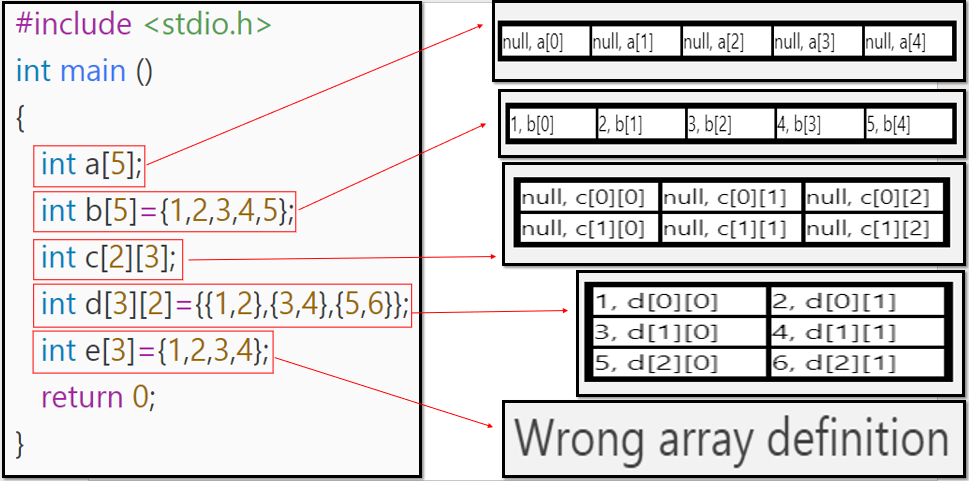 #include <stdio.h>
int main ()
{
int a[5];
int b[5]={1,2,3,4,5};
int c[2][3];
int d[3][2]={{1,2},{3,4},{5,6}};
int e[3]={1,2,3,4};
return 0;
}
null, a[0] null, a[1] null, a[2] null, a[3] null, a[4]
1, b[0] 2, b[1] 3, b[2] 4, b[3] 5, b[4]
null, c[0][0] null, c[0][1] null, c[0][2]
null, c[1][0] null, c[1][1] null, c[1][2]
1, d[0][0] 2, d[0][1]
3, d[1][0] 4, d[1][1]
5, d[2][0] 6, d[2][1]
Wrong array definition